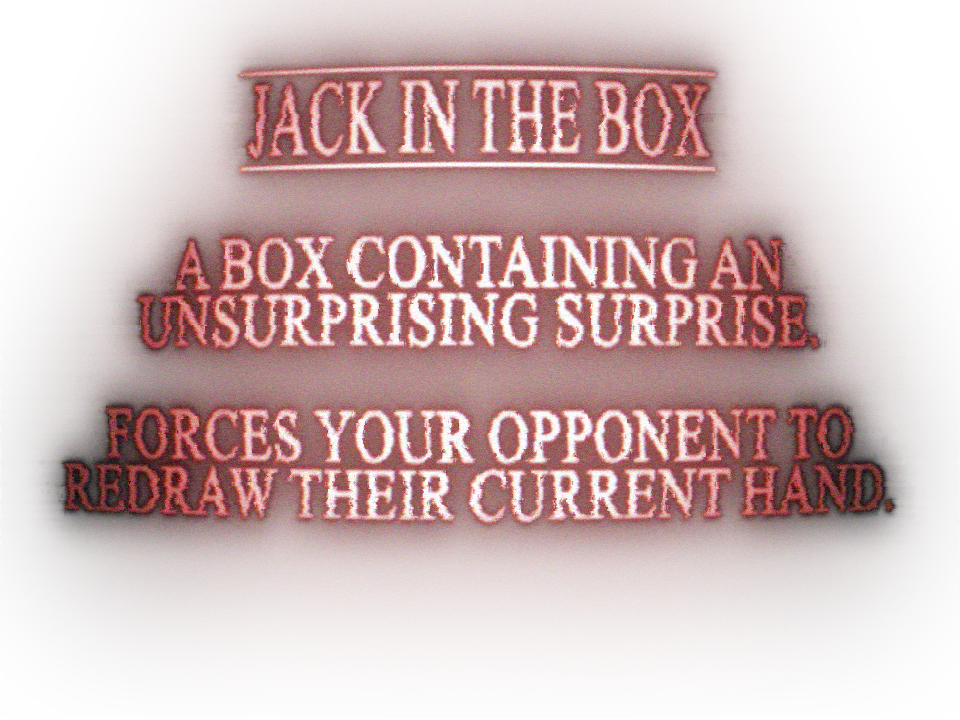 JACK IN THE BOX
A BOX CONTAINING AN
UNSURPRISING SURPRISE.
FORCES YOUR OPPONENT TO
REDRAW THEIR CURRENT HAND.